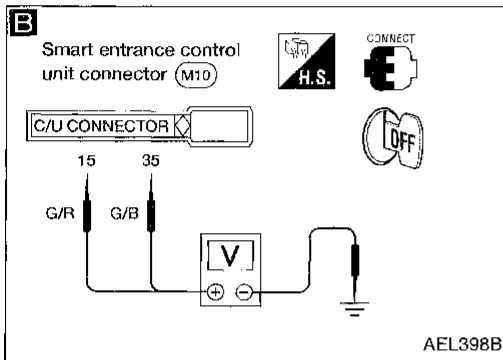 B
Smart entrance control
unit connector (M10)
H.S.
CONNECT
C/U CONNECTOR
OFF
15 35
G/R G/B
V
+ −
AEL398B